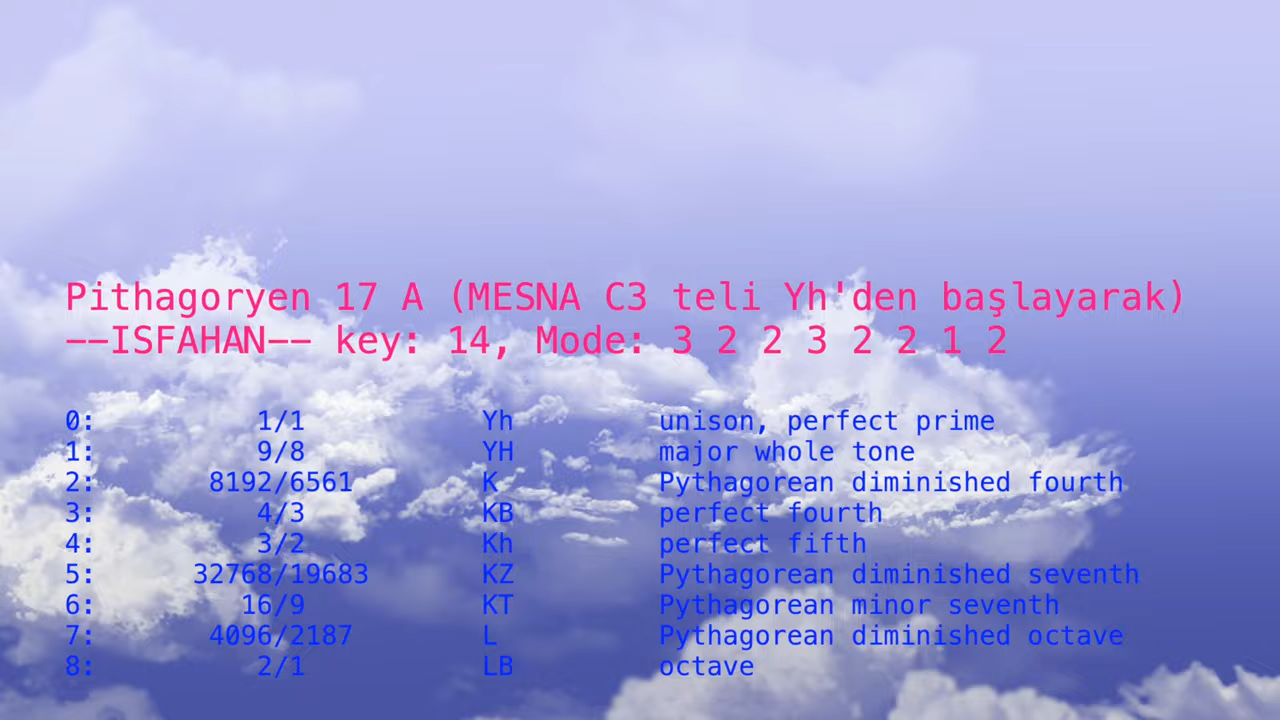 Pithagoryen 17 A (MESNA C3 teli Yh'den başlayarak)
--ISFAHAN-- key: 14, Mode: 3 2 2 3 2 2 1 2
0: 1/1 Yh unison, perfect prime
1: 9/8 YH major whole tone
2: 8192/6561 K Pythagorean diminished fourth
3: 4/3 KB perfect fourth
4: 3/2 Kh perfect fifth
5: 32768/19683 KZ Pythagorean diminished seventh
6: 16/9 KT Pythagorean minor seventh
7: 4096/2187 L Pythagorean diminished octave
8: 2/1 LB octave